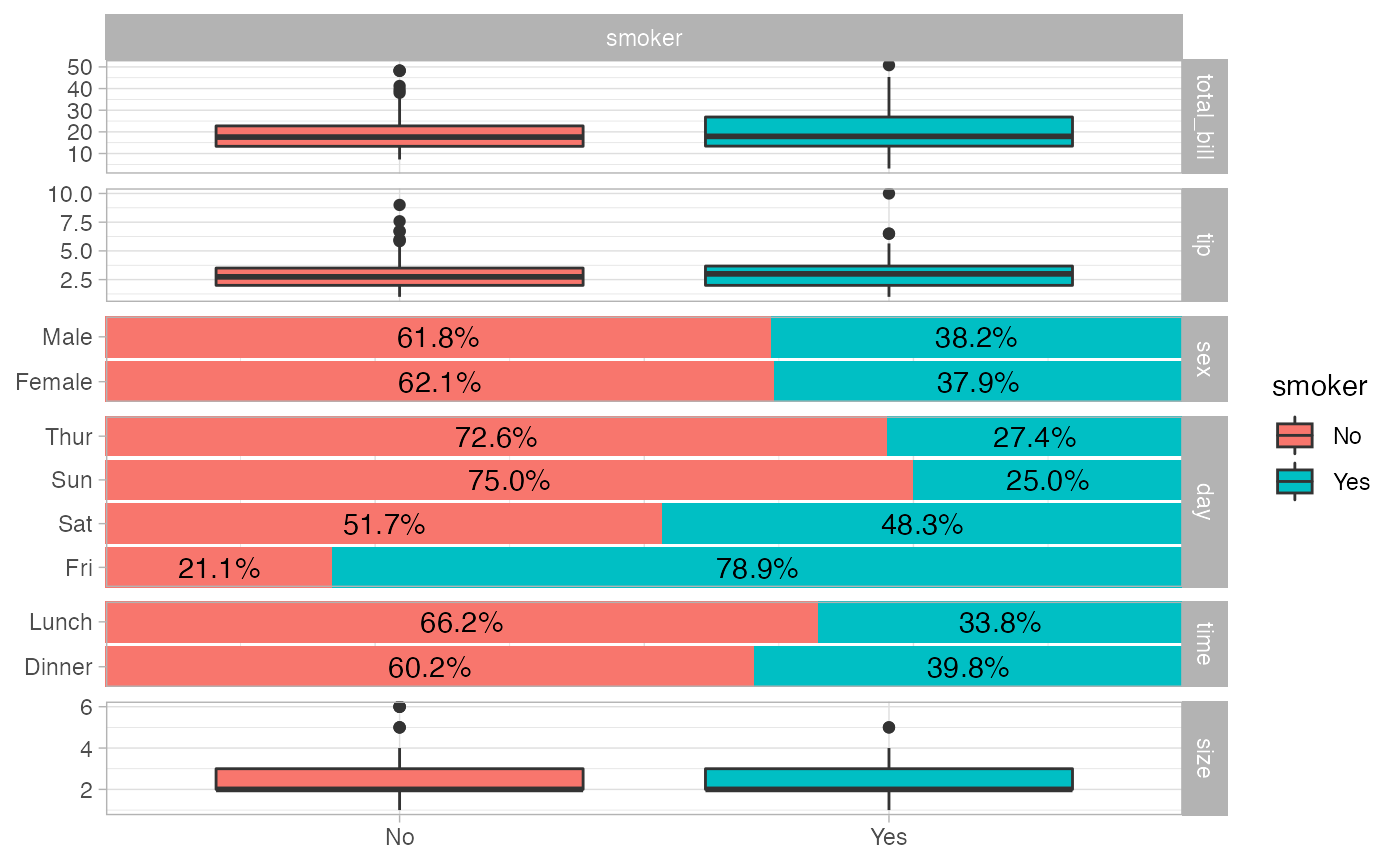 smoker
50
40
30
20
10
total_bill
10.0
7.5
5.0
2.5
tip
Male 61.8% 38.2%
Female 62.1% 37.9%
sex
Thur 72.6% 27.4%
Sun 75.0% 25.0%
Sat 51.7% 48.3%
Fri 21.1% 78.9%
day
Lunch 66.2% 33.8%
Dinner 60.2% 39.8%
time
6
4
2
size
No Yes
smoker
No
Yes